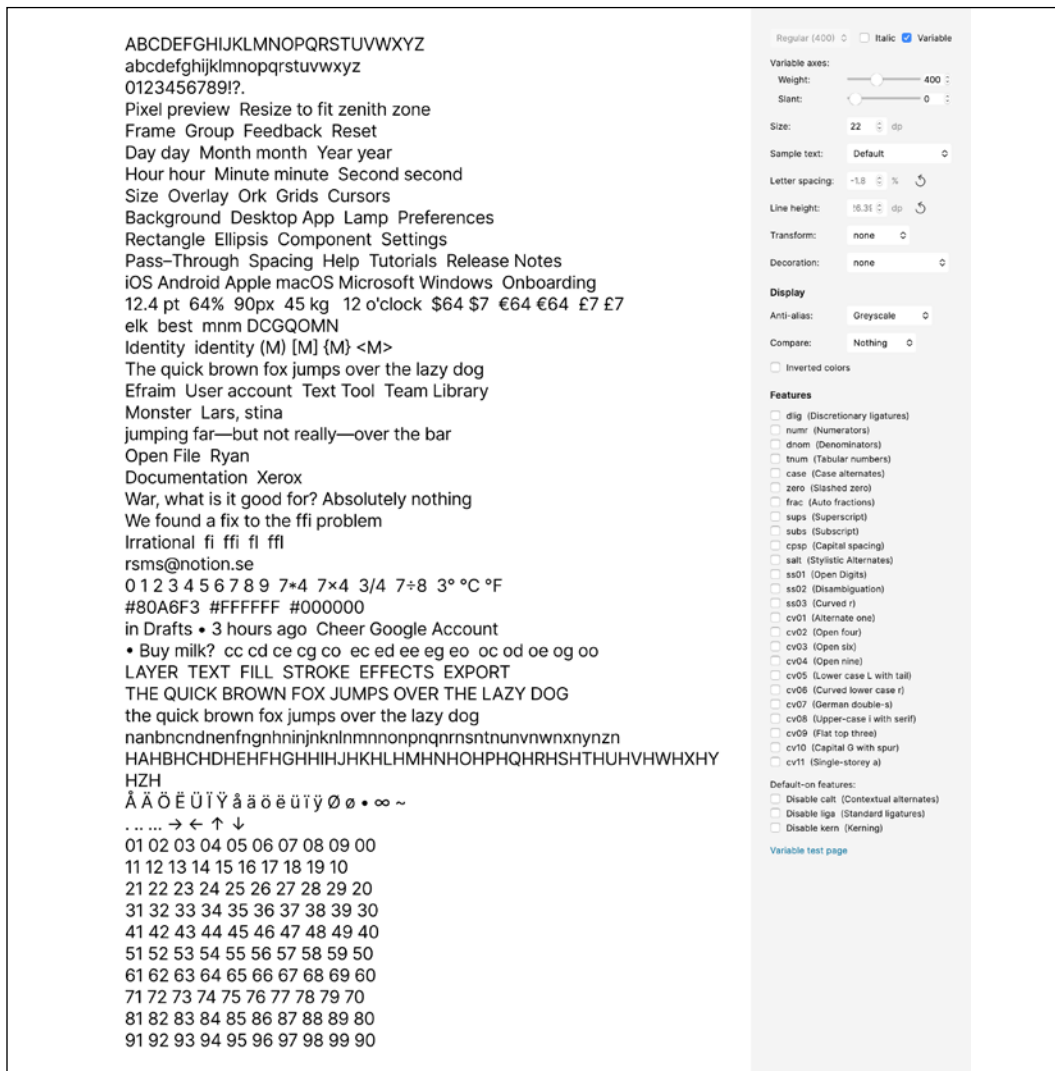 ABCDEFGHIJKLMNOPQRSTUVWXYZ
abcdefghijklmnopqrstuvwxyz
0123456789!?.
Pixel preview  Resize to fit zenith zone
Frame  Group  Feedback  Reset
Day day  Month month  Year year
Hour hour  Minute minute  Second second
Size  Overlay  Ork  Grids  Cursors
Background  Desktop App  Lamp  Preferences
Rectangle  Ellipsis  Component  Settings
Pass–Through  Spacing  Help  Tutorials  Release Notes
iOS Android Apple macOS Microsoft Windows  Onboarding
12.4 pt  64%  90px  45 kg   12 o'clock  $64 $7  €64 €64  £7 £7
elk  best  mnm DCGQOMN
Identity  identity (M) [M] {M} <M>
The quick brown fox jumps over the lazy dog
Efraim  User account  Text Tool  Team Library
Monster  Lars, stina
jumping far—but not really—over the bar
Open File  Ryan
Documentation  Xerox
War, what is it good for? Absolutely nothing
We found a fix to the ffi problem
Irrational  fi  ffi  fl  ffl
rsms@notion.se
0 1 2 3 4 5 6 7 8 9  7*4  7×4  3/4  7÷8  3° °C °F
#80A6F3  #FFFFFF  #000000
in Drafts • 3 hours ago  Cheer Google Account
• Buy milk?  cc cd ce cg co  ec ed ee eg eo  oc od oe og oo
LAYER  TEXT  FILL  STROKE  EFFECTS  EXPORT
THE QUICK BROWN FOX JUMPS OVER THE LAZY DOG
the quick brown fox jumps over the lazy dog
nanbncndnenfngnhninjnknlnmnnonpnqnrnsntnunvnwnxnynzn
HAHBHCHDHEHFHGHHIHJHKHLHMHNHOHPHQHRHSHTHUHVHWHXHY
HZH
Å Ä Ö Ë Ü Ï Ÿ å ä ö ë ü ï ÿ Ø ø • ∞ ~
. .. ... → ← ↑ ↓
01 02 03 04 05 06 07 08 09 00
11 12 13 14 15 16 17 18 19 10
21 22 23 24 25 26 27 28 29 20
31 32 33 34 35 36 37 38 39 30
41 42 43 44 45 46 47 48 49 40
51 52 53 54 55 56 57 58 59 50
61 62 63 64 65 66 67 68 69 60
71 72 73 74 75 76 77 78 79 70
81 82 83 84 85 86 87 88 89 80
91 92 93 94 95 96 97 98 99 90
Regular (400) Italic Variable
Variable axes:
Weight: 400
Slant: 0
Size: 22 dp
Sample text: Default
Letter spacing: -1.8 %
Line height: dp
Transform: none
Decoration: none
Display
Anti-alias: Greyscale
Compare: Nothing
Inverted colors
Features
dlig (Discretionary ligatures)
numr (Numerators)
dnom (Denominators)
tnum (Tabular numbers)
case (Case alternates)
zero (Slashed zero)
frac (Auto fractions)
sups (Superscript)
subs (Subscript)
cpsp (Capital spacing)
salt (Stylistic Alternates)
ss01 (Open Digits)
ss02 (Disambiguation)
ss03 (Curved r)
cv01 (Alternate one)
cv02 (Open four)
cv03 (Open six)
cv04 (Open nine)
cv05 (Lower case L with tail)
cv06 (Curved lower case r)
cv07 (German double-s)
cv08 (Upper-case i with serif)
cv09 (Flat top three)
cv10 (Capital G with spur)
cv11 (Single-storey a)
Default-on features:
Disable calt (Contextual alternates)
Disable liga (Standard ligatures)
Disable kern (Kerning)
Variable test page